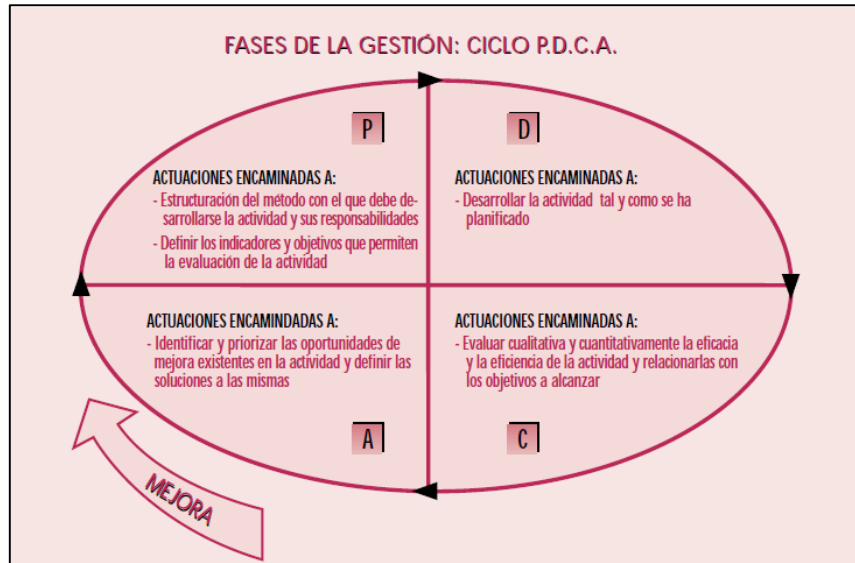 FASES DE LA GESTIÓN: CICLO P.D.C.A.
P
ACTUACIONES ENCAMINADAS A:
- Estructuración del método con el que debe de-
sarrollarse la actividad y sus responsabilidades
- Definir los indicadores y objetivos que permiten
la evaluación de la actividad
D
ACTUACIONES ENCAMINADAS A:
- Desarrollar la actividad tal y como se ha
planificado
ACTUACIONES ENCAMINDADAS A:
- Identificar y priorizar las oportunidades de
mejora existentes en la actividad y definir las
soluciones a las mismas
A
ACTUACIONES ENCAMINADAS A:
- Evaluar cualitativa y cuantitativamente la eficacia
y la eficiencia de la actividad y relacionarlas con
los objetivos a alcanzar
C
MEJORA